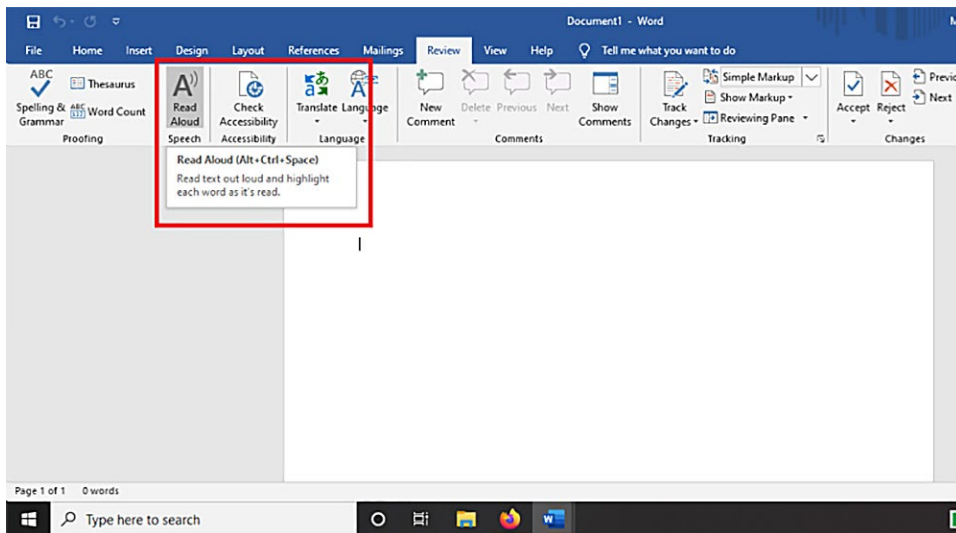 Document1 - Word
File Home Insert Design Layout References Mailings Review View Help Tell me what you want to do
ABC
Spelling &
Grammar
Thesaurus
ABC
123
Word Count
Proofing
A
Read
Aloud
Speech
Check
Accessibility
Accessibility
Translate
Language
Language
New
Comment
Delete
Previous
Next
Show
Comments
Comments
Track
Changes
Simple Markup
Show Markup
Reviewing Pane
Tracking
Accept
Reject
Next
Changes
Read Aloud (Alt+Ctrl+Space)
Read text out loud and highlight
each word as it's read.
Page 1 of 1 0 words
Type here to search